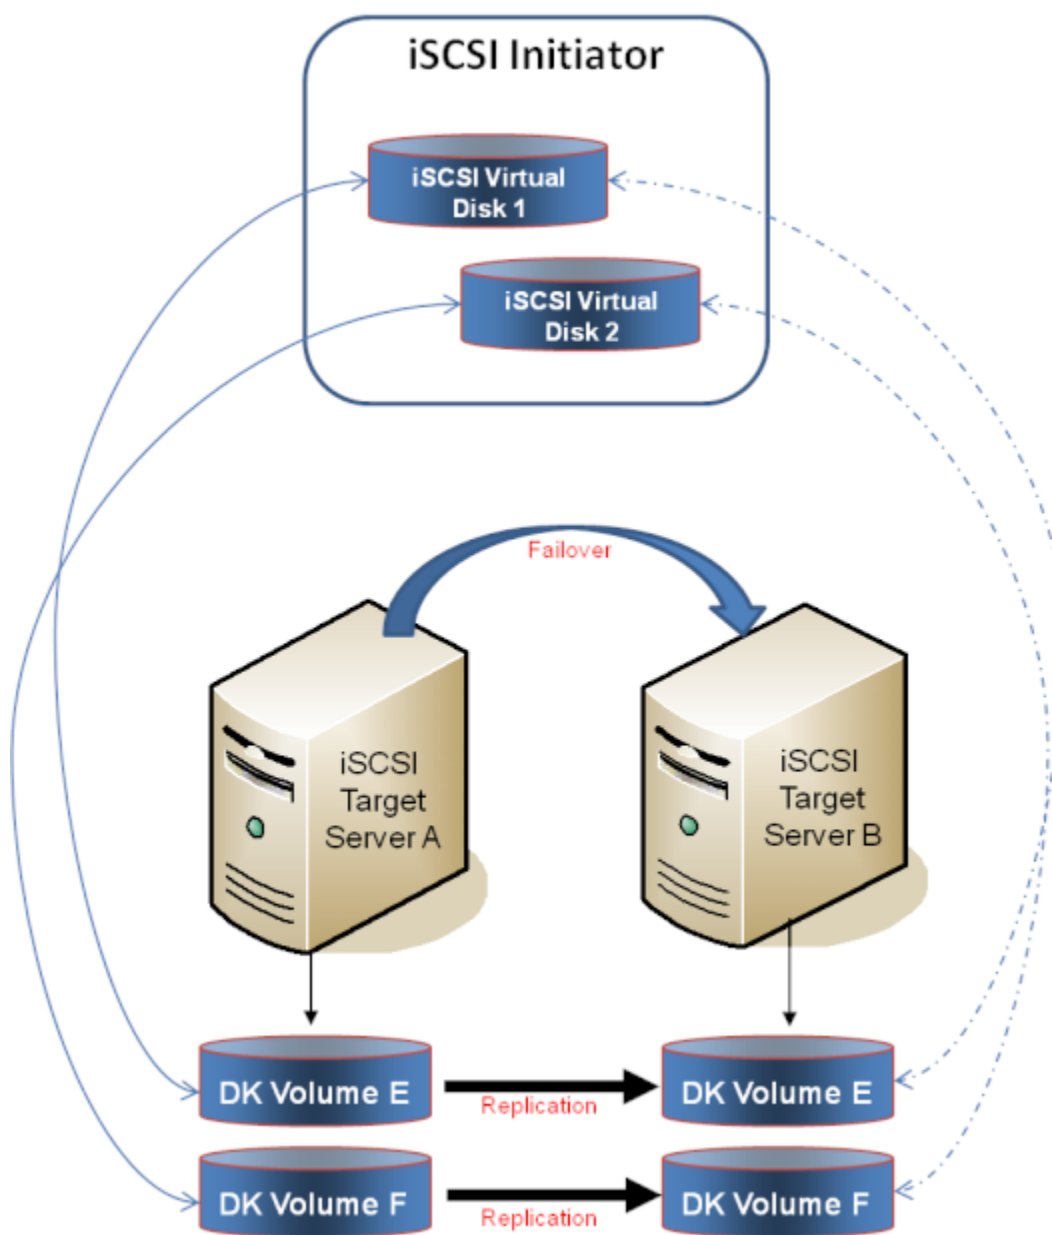 iSCSI Initiator
iSCSI Virtual
Disk 1
iSCSI Virtual
Disk 2
Failover
iSCSI
Target
Server A
iSCSI
Target
Server B
DK Volume E
Replication
DK Volume E
DK Volume F
Replication
DK Volume F